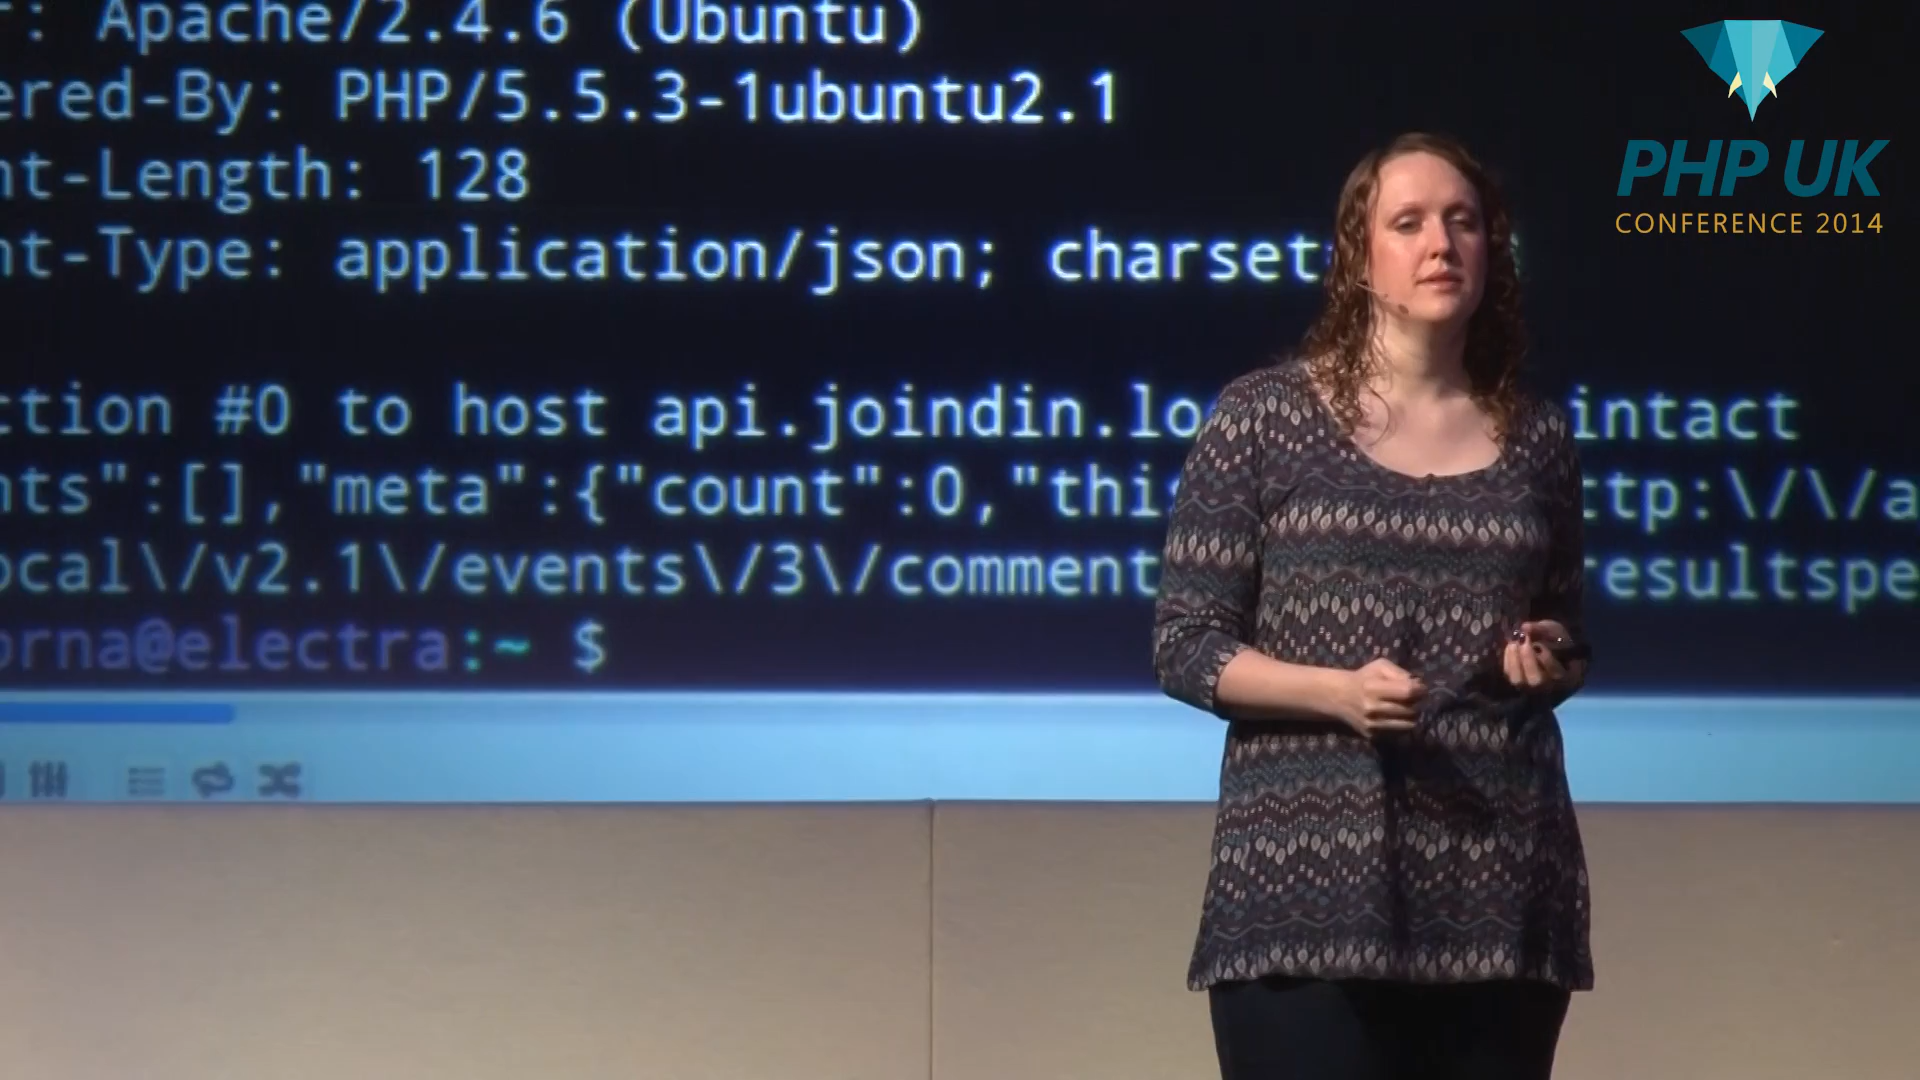 : Apache/2.4.6 (Ubuntu)
ered-By: PHP/5.5.3-1ubuntu2.1
nt-Length: 128
nt-Type: application/json; charset
ction #0 to host api.joindin.lo intact
nts":[],"meta":{"count":0,"this ttp:\/\/a
ocal\/v2.1\/events\/3\/comment resultspe
orna@electra:~ $
PHP UK
CONFERENCE 2014